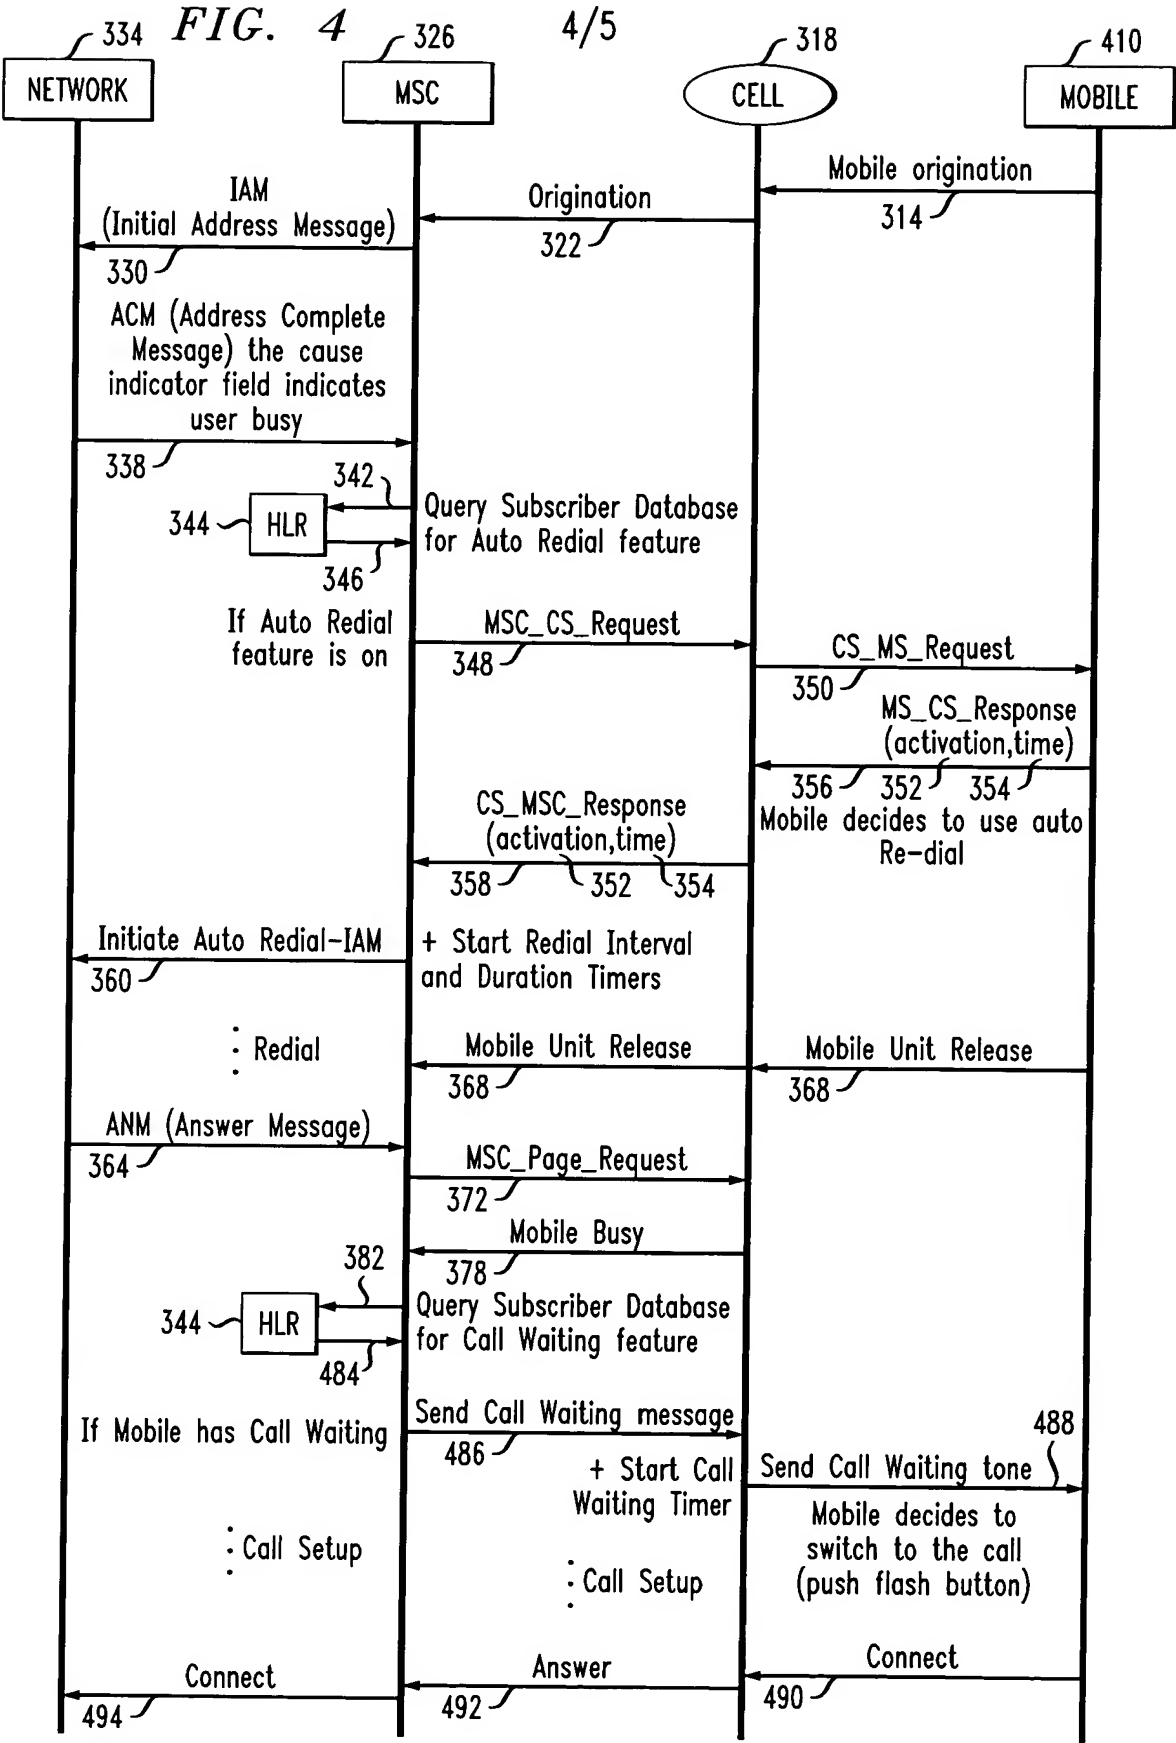 FIG. 4
4/5
334
326
318
410
NETWORK
MSC
CELL
MOBILE
Mobile origination
314
Origination
322
IAM
(Initial Address Message)
330
ACM (Address Complete
Message) the cause
indicator field indicates
user busy
338
342
344
HLR
346
Query Subscriber Database
for Auto Redial feature
If Auto Redial
feature is on
MSC_CS_Request
348
CS_MS_Request
350
MS_CS_Response
(activation,time)
356
352
354
Mobile decides to use auto
Re-dial
CS_MSC_Response
(activation,time)
358
352
354
Initiate Auto Redial-IAM
360
+ Start Redial Interval
and Duration Timers
Redial
Mobile Unit Release
368
Mobile Unit Release
368
ANM (Answer Message)
364
MSC_Page_Request
372
Mobile Busy
378
382
344
HLR
484
Query Subscriber Database
for Call Waiting feature
If Mobile has Call Waiting
Send Call Waiting message
486
488
+ Start Call
Waiting Timer
Send Call Waiting tone
Mobile decides to
switch to the call
(push flash button)
Call Setup
Call Setup
Connect
490
Answer
492
Connect
494